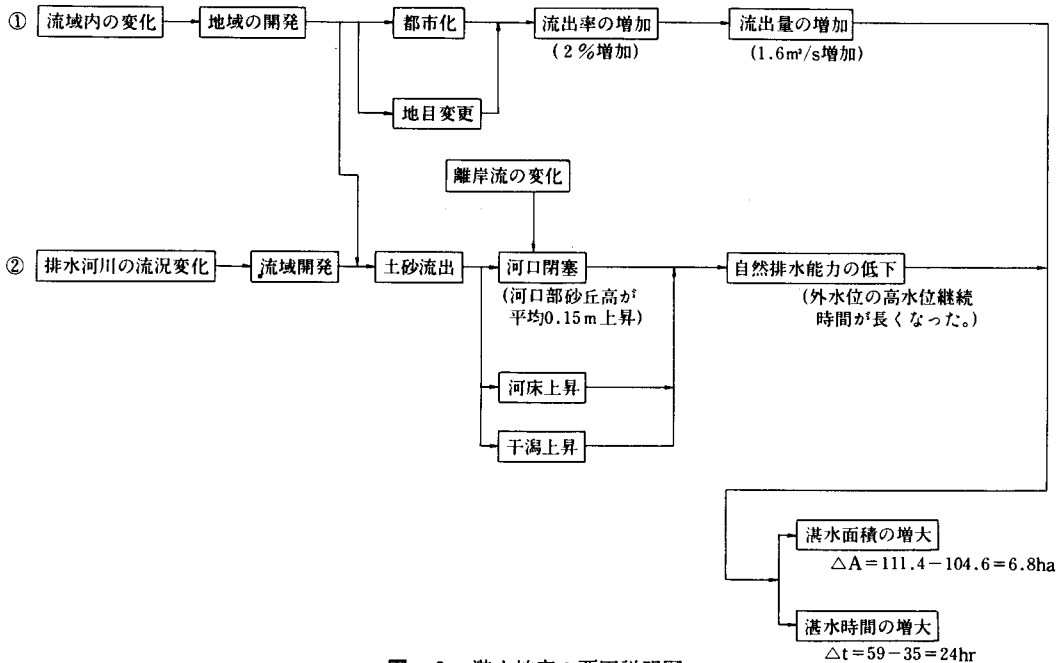 ① 流域内の変化 地域の開発 都市化 流出率の増加 流出量の増加
(2%増加) (1.6m³/s増加)
地目変更
離岸流の変化
② 排水河川の流況変化 流域開発 土砂流出 河口閉塞 自然排水能力の低下
(河口部砂丘高が
平均0.15m上昇)
(外水位の高水位継続
時間が長くなった。)
河床上昇
干潟上昇
湛水面積の増大
△A=111.4-104.6=6.8ha
湛水時間の増大
△t=59-35=24hr